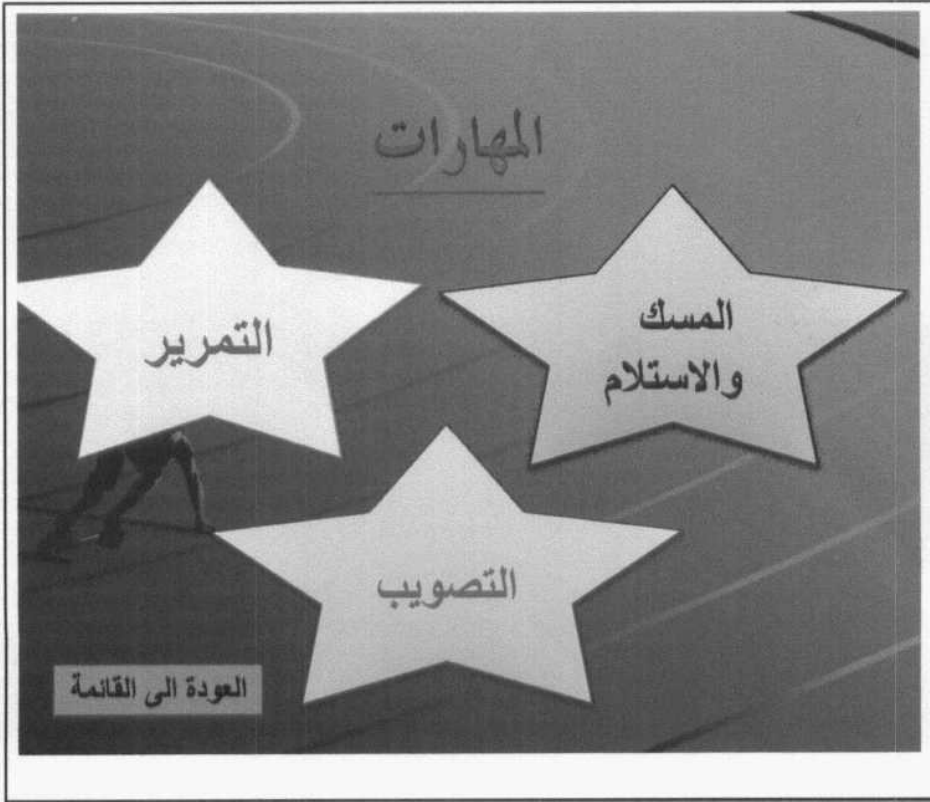 المهارات
المسك
والاستلام
التمرير
التصويب
العودة الى القائمة